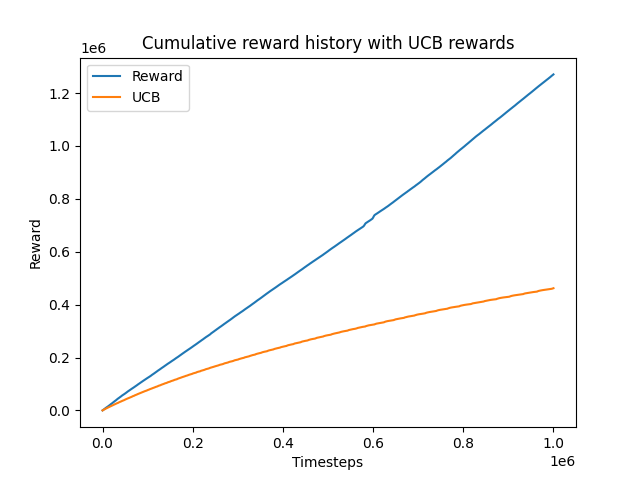 Cumulative reward history with UCB rewards
1e6
Reward
UCB
1.2
1.0
0.8
0.6
0.4
0.2
0.0
Reward
0.0 0.2 0.4 0.6 0.8 1.0
Timesteps
1e6